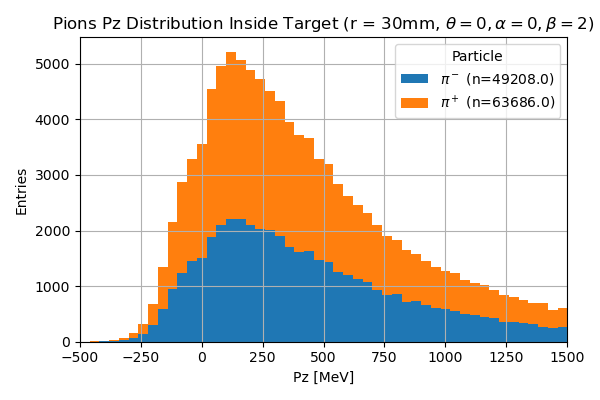 Pions Pz Distribution Inside Target (r = 30mm, θ = 0, α = 0, β = 2)
Particle
π⁻ (n=49208.0)
π⁺ (n=63686.0)
Entries
5000
4000
3000
2000
1000
0
−500 −250 0 250 500 750 1000 1250 1500
Pz [MeV]